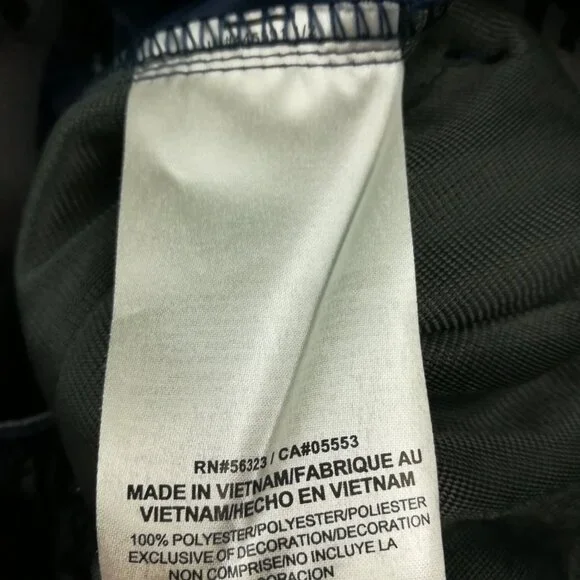 RN#56323 / CA#05553
MADE IN VIETNAM/FABRIQUE AU
VIETNAM/HECHO EN VIETNAM
100% POLYESTER/POLYESTER/POLIESTER
EXCLUSIVE OF DECORATION/DECORATION
NON COMPRISE/NO INCLUYE LA
DECORACION